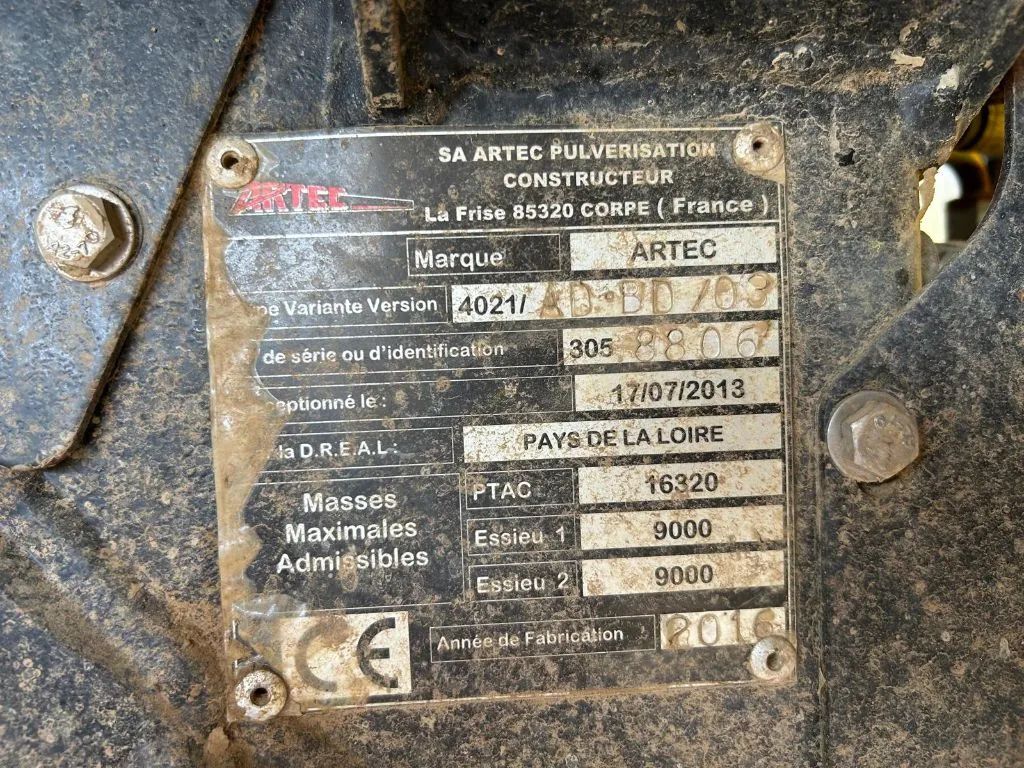 SA ARTEC PULVERISATION
CONSTRUCTEUR
ARTEC
La Frise 85320 CORPE ( France )
Marque ARTEC
pe Variante Version 4021/ AD-BD/03
de série ou d'identification 305 8806
ceptionné le : 17/07/2013
la D.R.E.A.L : PAYS DE LA LOIRE
Masses Maximales Admissibles
PTAC 16320
Essieu 1 9000
Essieu 2 9000
CE
Année de Fabrication 2016